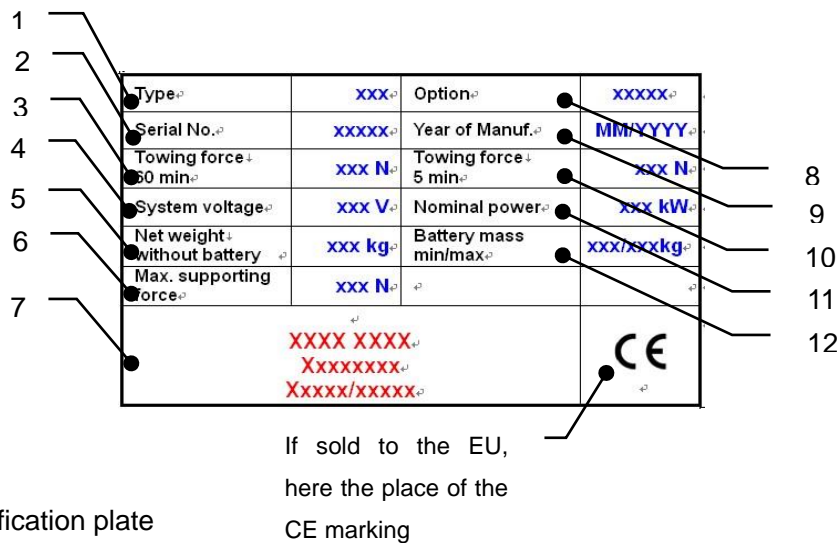 1
2
3
4
5
6
7
Type xxx Option xxxxx
Serial No. xxxxx Year of Manuf. MM/YYYY
Towing force
60 min xxx N Towing force
5 min xxx N
System voltage xxx V Nominal power xxx kW
Net weight
without battery xxx kg Battery mass
min/max xxx/xxxkg
Max. supporting
force xxx N
XXXX XXXX
Xxxxxxxx
Xxxxx/xxxxx
CE
8
9
10
11
12
If sold to the EU,
here the place of the
CE marking
fication plate